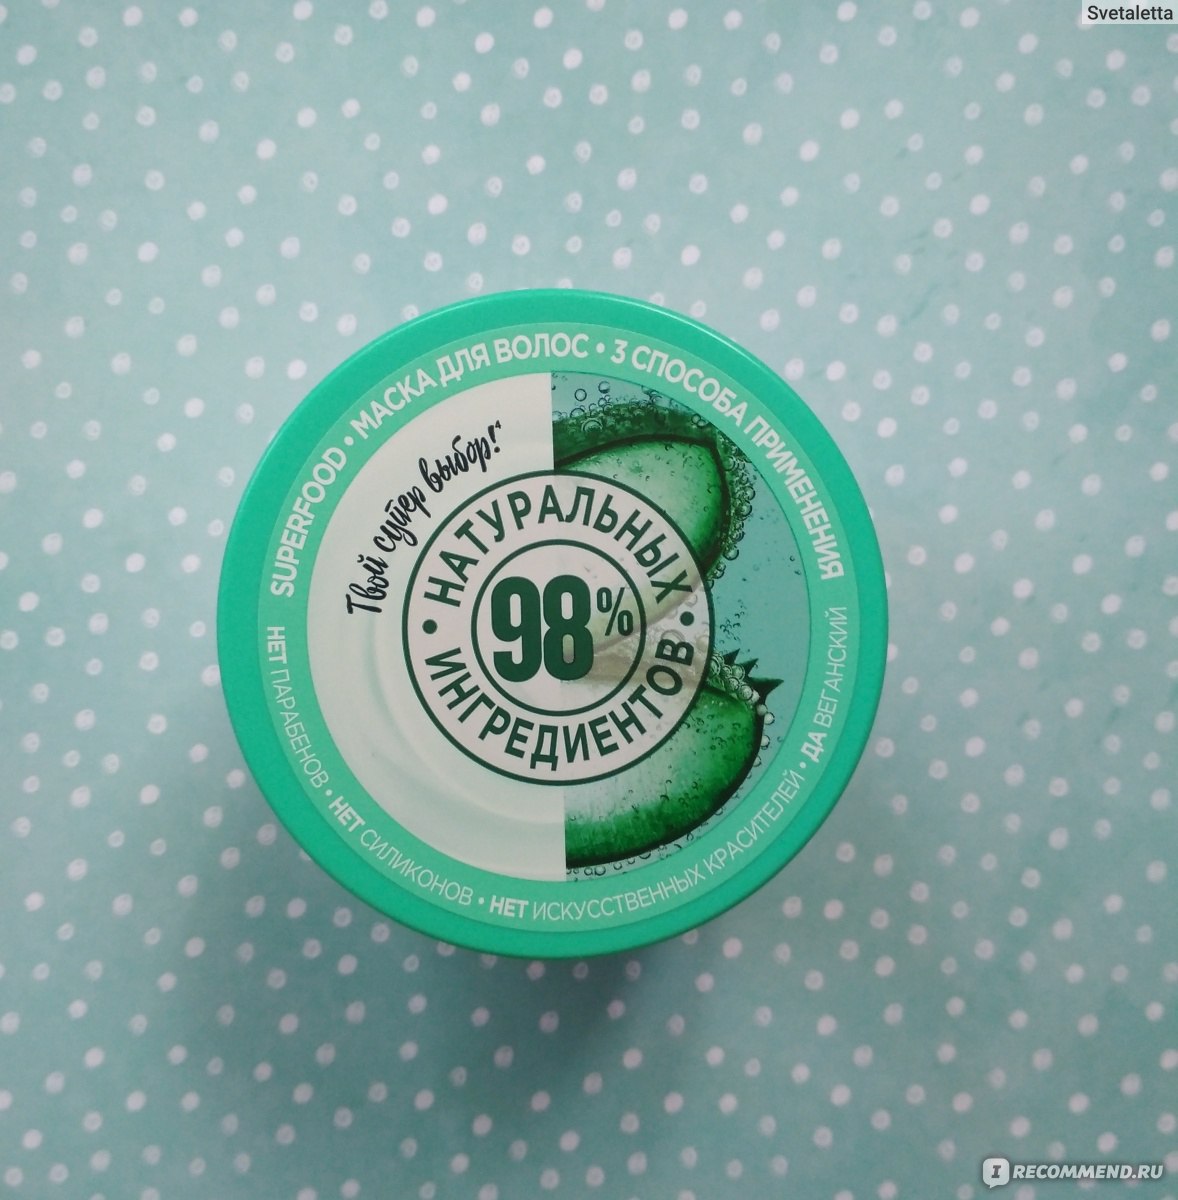 Svetaletta
SUPERFOOD • МАСКА ДЛЯ ВОЛОС • 3 СПОСОБА ПРИМЕНЕНИЯ
Твой супер выбор!
• НАТУРАЛЬНЫХ •
98%
ИНГРЕДИЕНТОВ
НЕТ ПАРАБЕНОВ • НЕТ СИЛИКОНОВ • НЕТ ИСКУССТВЕННЫХ КРАСИТЕЛЕЙ • ДА ВЕГАНСКИЙ
IRECOMMEND.RU